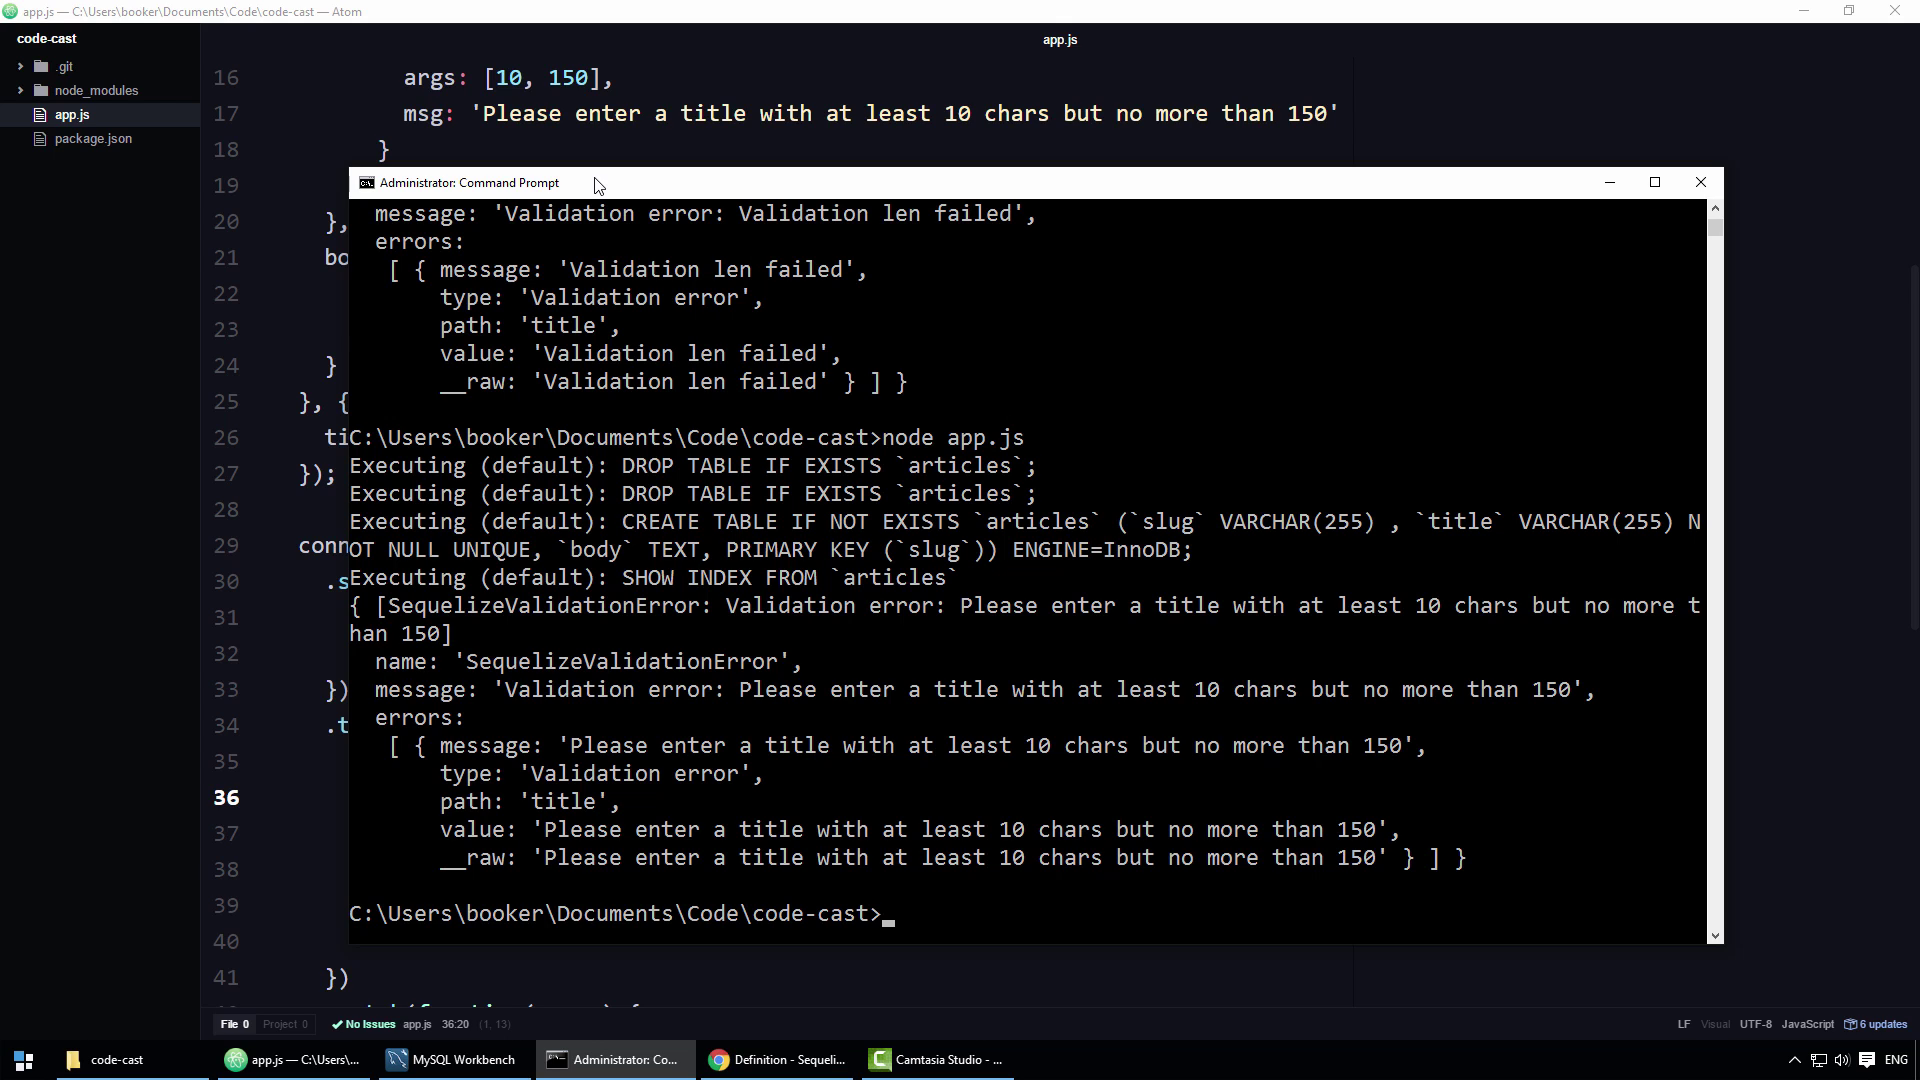 app.js — C:\Users\booker\Documents\Code\code-cast — Atom
code-cast
.git
node_modules
app.js
package.json
app.js
16 args: [10, 150],
17 msg: 'Please enter a title with at least 10 chars but no more than 150'
18 }
19
20 },
21 bo
22
23
24 }
25 }, {
26 ti
27 });
28
29 conn
30 .s
31
32
33 })
34 .t
35
36
37
38
39
40
41 })
Administrator: Command Prompt
message: 'Validation error: Validation len failed',
errors:
[ { message: 'Validation len failed',
type: 'Validation error',
path: 'title',
value: 'Validation len failed',
__raw: 'Validation len failed' } ] }
C:\Users\booker\Documents\Code\code-cast>node app.js
Executing (default): DROP TABLE IF EXISTS `articles`;
Executing (default): DROP TABLE IF EXISTS `articles`;
Executing (default): CREATE TABLE IF NOT EXISTS `articles` (`slug` VARCHAR(255) , `title` VARCHAR(255) N
OT NULL UNIQUE, `body` TEXT, PRIMARY KEY (`slug`)) ENGINE=InnoDB;
Executing (default): SHOW INDEX FROM `articles`
{ [SequelizeValidationError: Validation error: Please enter a title with at least 10 chars but no more t
han 150]
name: 'SequelizeValidationError',
message: 'Validation error: Please enter a title with at least 10 chars but no more than 150',
errors:
[ { message: 'Please enter a title with at least 10 chars but no more than 150',
type: 'Validation error',
path: 'title',
value: 'Please enter a title with at least 10 chars but no more than 150',
__raw: 'Please enter a title with at least 10 chars but no more than 150' } ] }
C:\Users\booker\Documents\Code\code-cast>
File 0 Project 0 No Issues app.js 36:20 (1, 13)
LF Visual UTF-8 JavaScript 6 updates
code-cast
app.js — C:\Users\...
MySQL Workbench
Administrator: Co...
Definition - Sequeli...
Camtasia Studio - ...
ENG